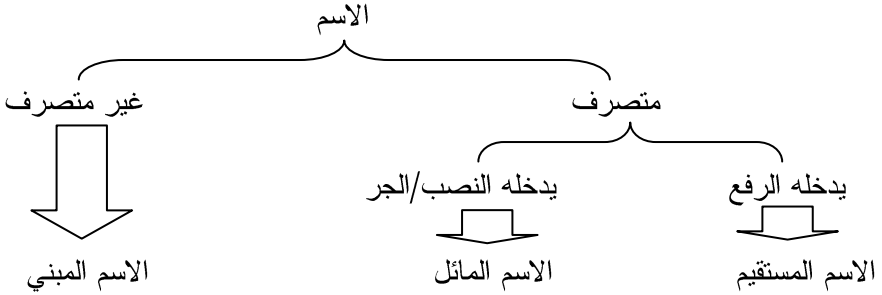 الاسم
متصرف
غير متصرف
يدخله الرفع
يدخله النصب/الجر
الاسم المستقيم
الاسم المائل
الاسم المبني